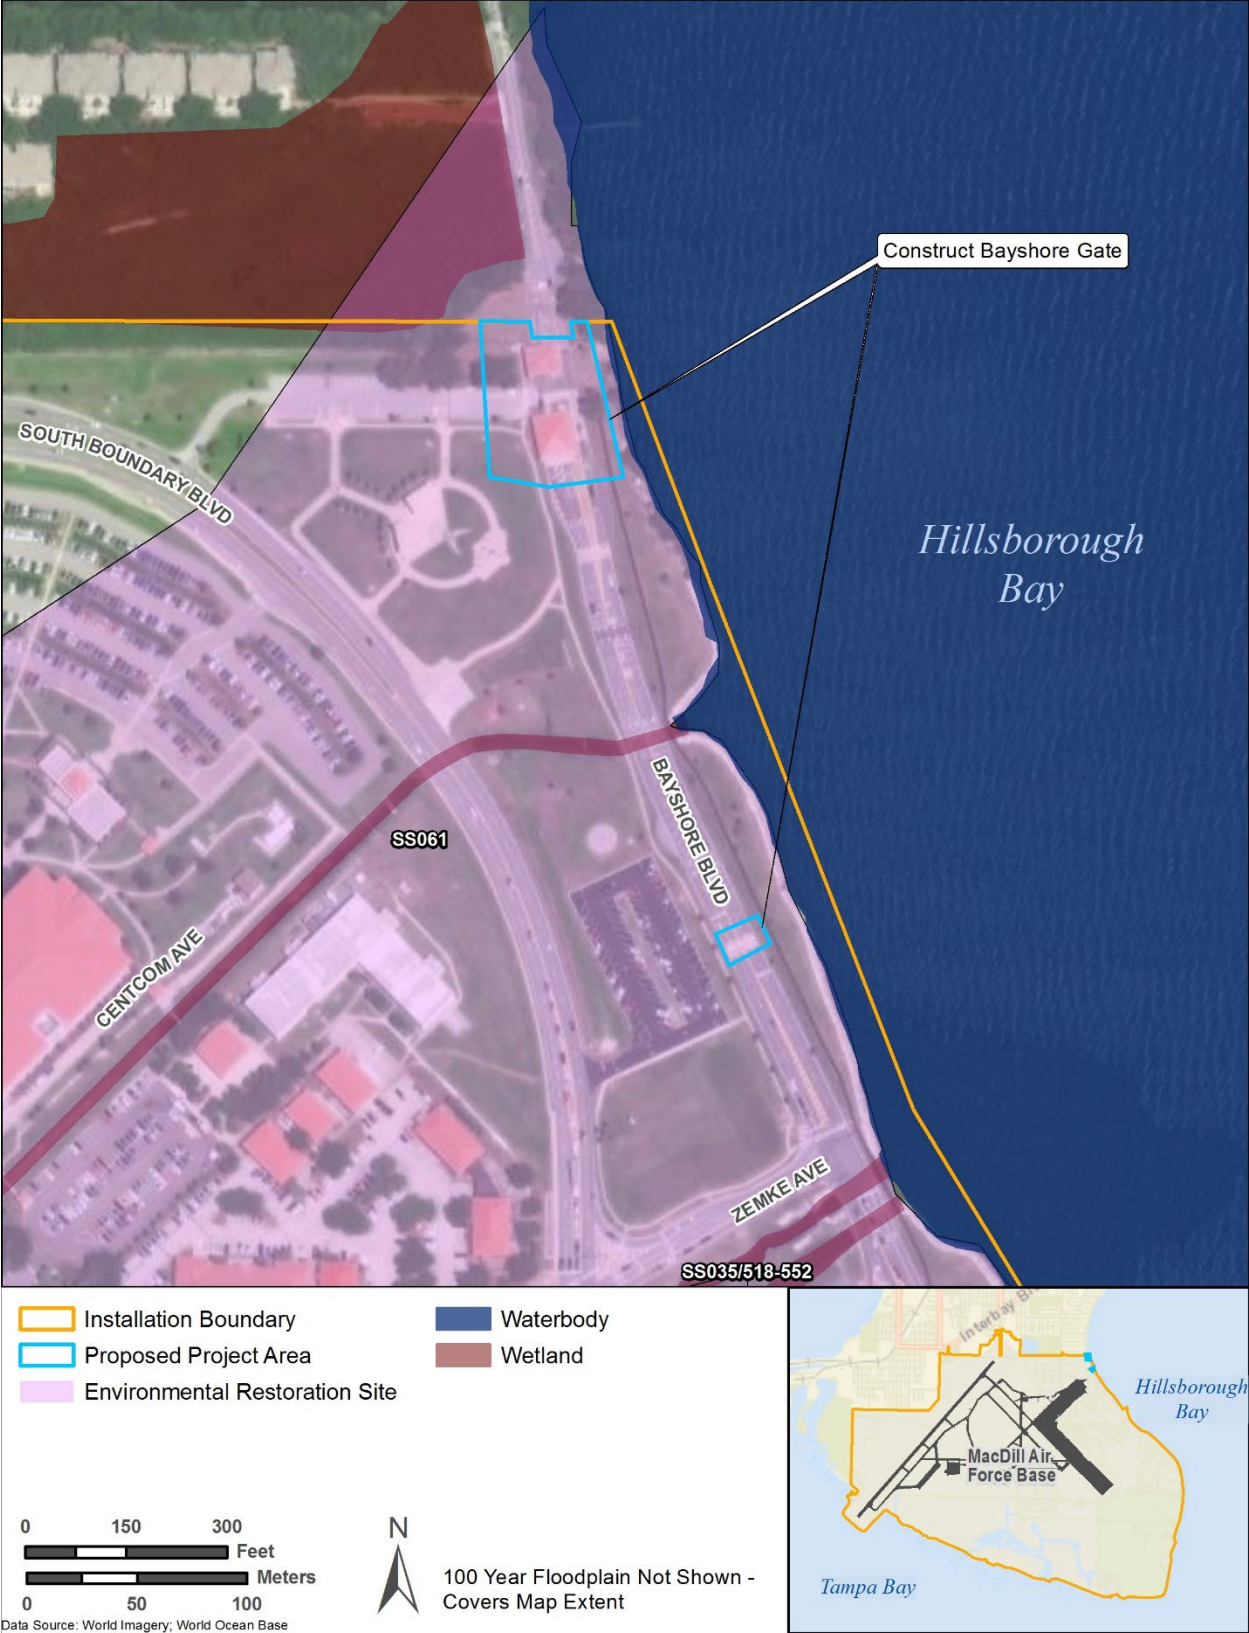 Construct Bayshore Gate
SOUTH BOUNDARY BLVD
Hillsborough
Bay
BAYSHORE BLVD
SS061
CENTCOM AVE
ZEMKE AVE
SS035/518-552
Installation Boundary
Proposed Project Area
Environmental Restoration Site
Waterbody
Wetland
0 150 300
Feet
Meters
0 50 100
N
100 Year Floodplain Not Shown -
Covers Map Extent
Data Source: World Imagery; World Ocean Base
Interbay
Hillsborough
Bay
MacDill Air
Force Base
Tampa Bay